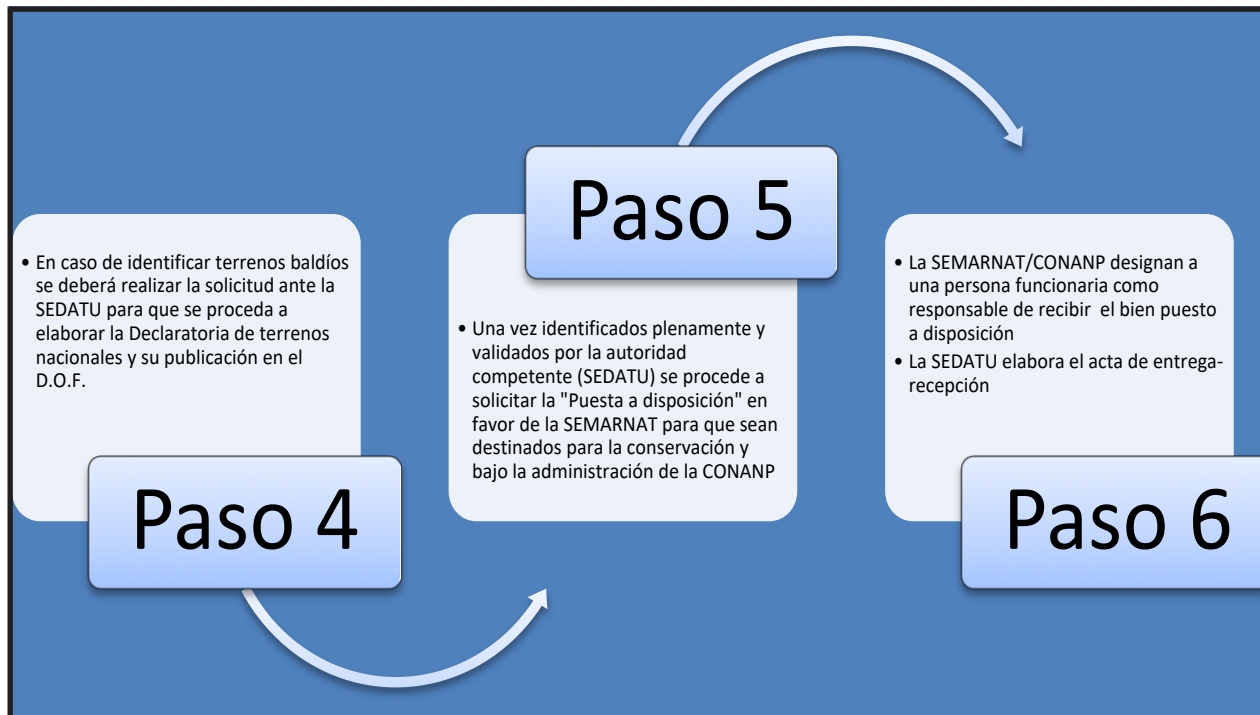 • En caso de identificar terrenos baldíos
se deberá realizar la solicitud ante la
SEDATU para que se proceda a
elaborar la Declaratoria de terrenos
nacionales y su publicación en el
D.O.F.
Paso 4
Paso 5
• Una vez identificados plenamente y
validados por la autoridad
competente (SEDATU) se procede a
solicitar la "Puesta a disposición" en
favor de la SEMARNAT para que sean
destinados para la conservación y
bajo la administración de la CONANP
• La SEMARNAT/CONANP designan a
una persona funcionaria como
responsable de recibir el bien puesto
a disposición
• La SEDATU elabora el acta de entrega-
recepción
Paso 6